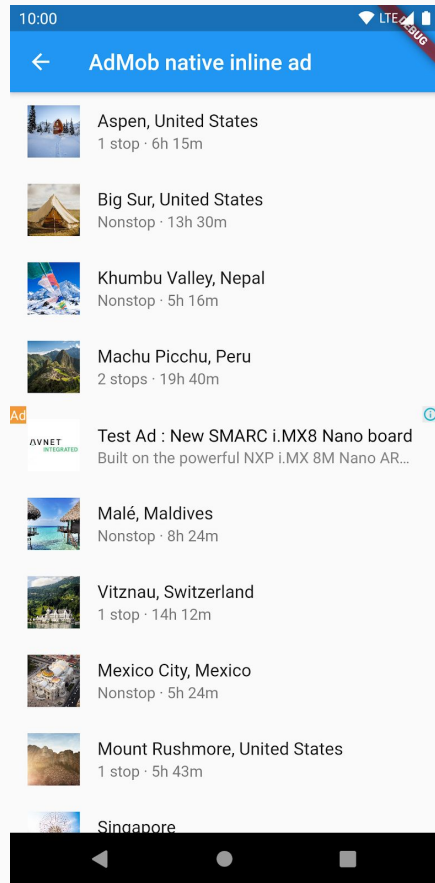 10:00
LTE
DEBUG
AdMob native inline ad
Aspen, United States
1 stop · 6h 15m
Big Sur, United States
Nonstop · 13h 30m
Khumbu Valley, Nepal
Nonstop · 5h 16m
Machu Picchu, Peru
2 stops · 19h 40m
Ad
AVNET
INTEGRATED
Test Ad : New SMARC i.MX8 Nano board
Built on the powerful NXP i.MX 8M Nano AR...
Malé, Maldives
Nonstop · 8h 24m
Vitznau, Switzerland
1 stop · 14h 12m
Mexico City, Mexico
Nonstop · 5h 24m
Mount Rushmore, United States
1 stop · 5h 43m
Singapore